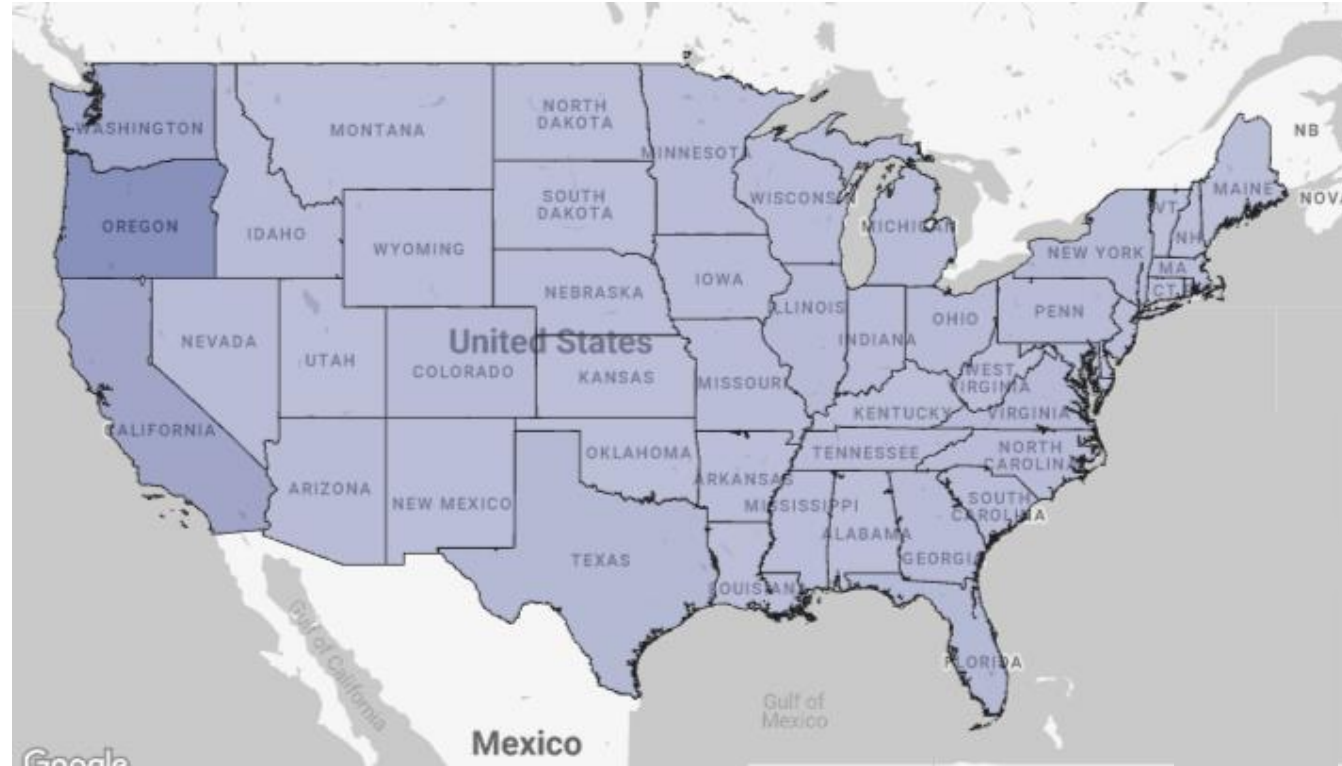 NB
NOVA
WASHINGTON
MONTANA
NORTH
DAKOTA
MINNESOTA
MAINE
OREGON
IDAHO
WYOMING
SOUTH
DAKOTA
WISCONSIN
MICHIGAN
VT
NH
NEW YORK
MA
CT
NEBRASKA
IOWA
ILLINOIS
INDIANA
OHIO
PENN
NEVADA
UTAH
COLORADO
United States
KANSAS
MISSOURI
WEST
VIRGINIA
KENTUCKY
VIRGINIA
CALIFORNIA
ARIZONA
NEW MEXICO
OKLAHOMA
ARKANSAS
TENNESSEE
NORTH
CAROLINA
MISSISSIPPI
SOUTH
CAROLINA
ALABAMA
GEORGIA
TEXAS
LOUISIANA
FLORIDA
Gulf of California
Gulf of
Mexico
Mexico
Google